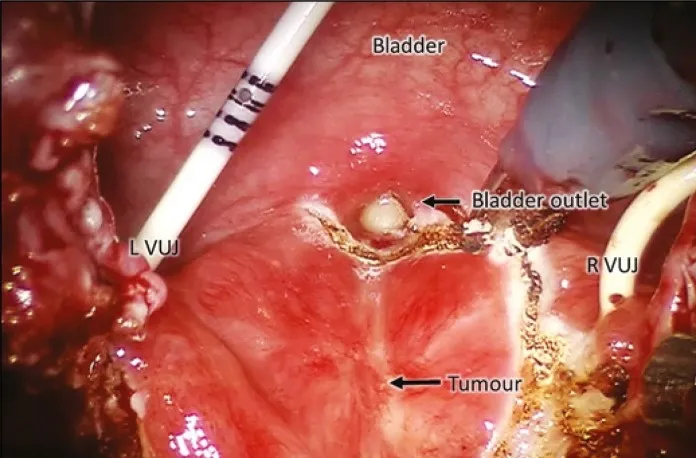 Bladder
Bladder outlet
L VUJ
R VUJ
Tumour